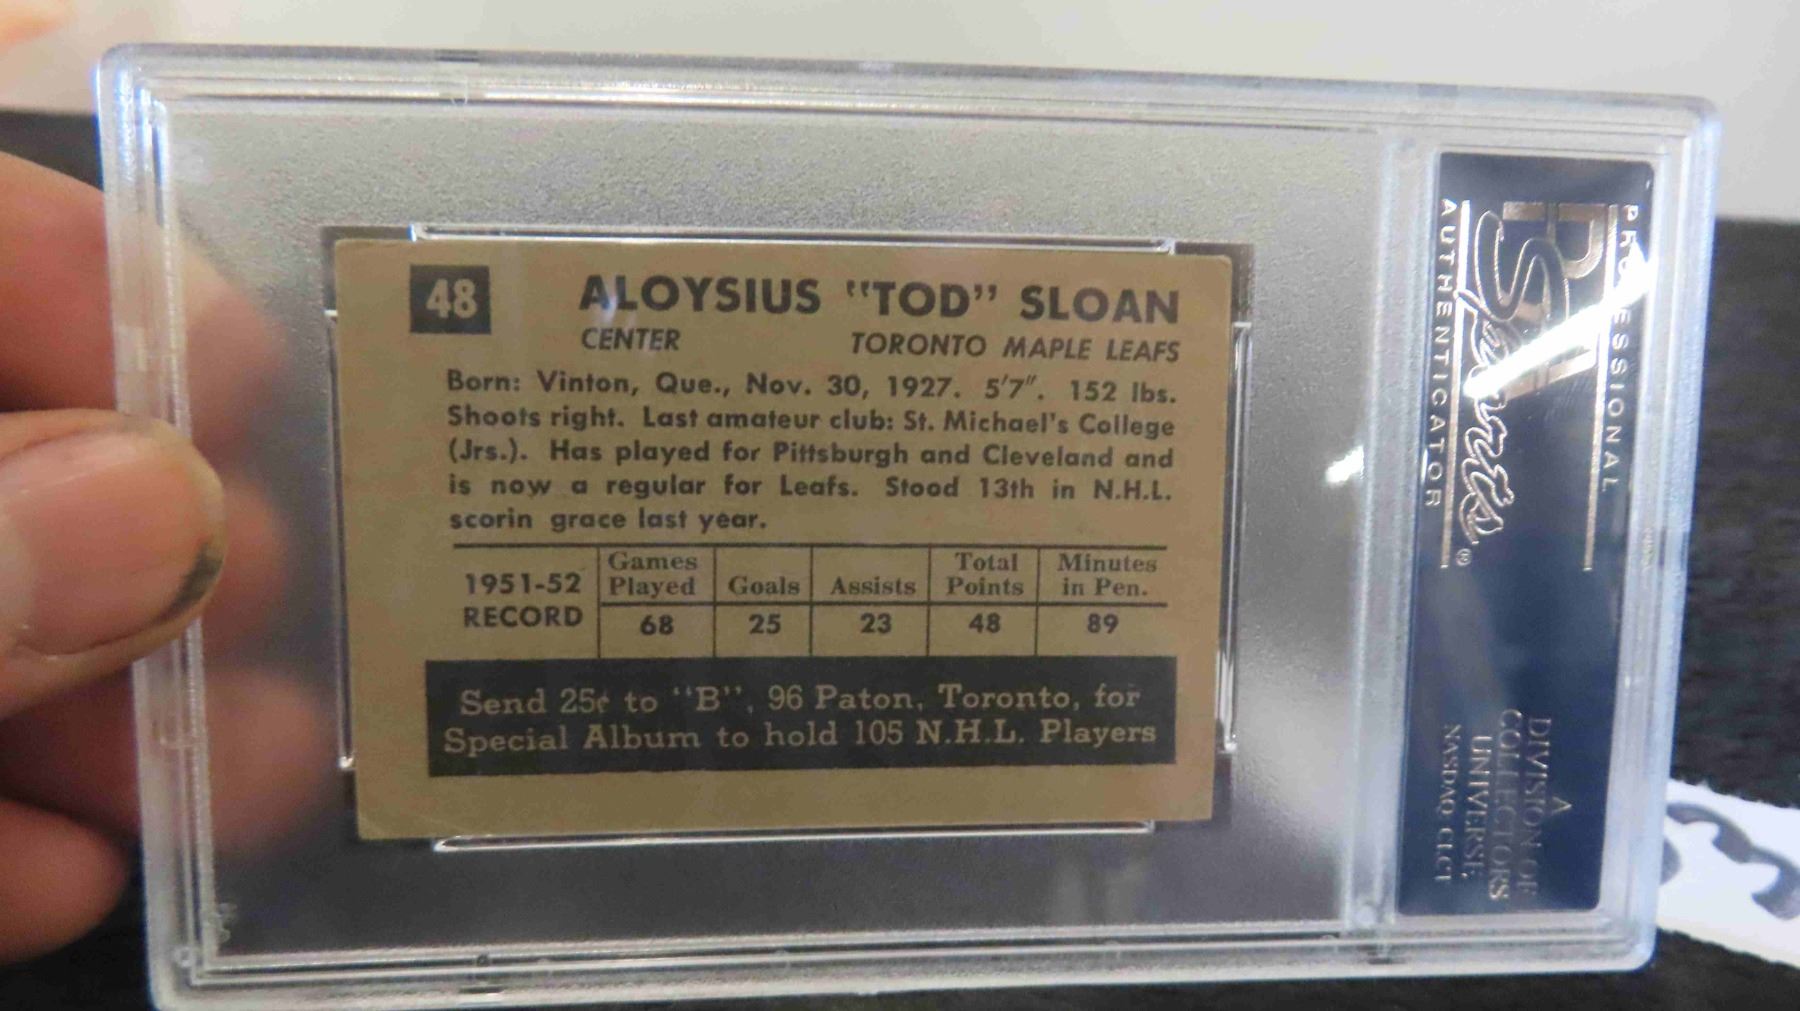 48
ALOYSIUS "TOD" SLOAN
CENTER TORONTO MAPLE LEAFS
Born: Vinton, Que., Nov. 30, 1927. 5'7". 152 lbs.
Shoots right. Last amateur club: St. Michael's College
(Jrs.). Has played for Pittsburgh and Cleveland and
is now a regular for Leafs. Stood 13th in N.H.L.
scorin grace last year.
1951-52 RECORD
Games Played Goals Assists Total Points Minutes in Pen.
68 25 23 48 89
Send 25¢ to "B", 96 Paton, Toronto, for
Special Album to hold 105 N.H.L. Players
PROFESSIONAL
PSA
Sports
AUTHENTICATOR
A
DIVISION OF
COLLECTORS
UNIVERSE,
NASDAQ CLCT